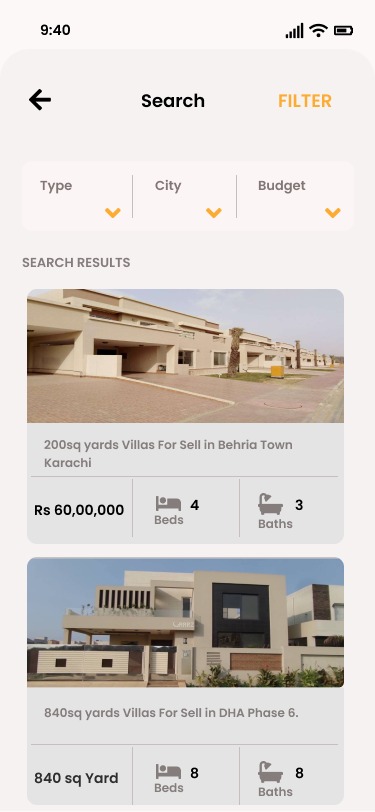 9:40
Search FILTER
Type City Budget
SEARCH RESULTS
200sq yards Villas For Sell in Behria Town
Karachi
Rs 60,00,000 4 3
Beds Baths
840sq yards Villas For Sell in DHA Phase 6.
840 sq Yard 8 8
Beds Baths